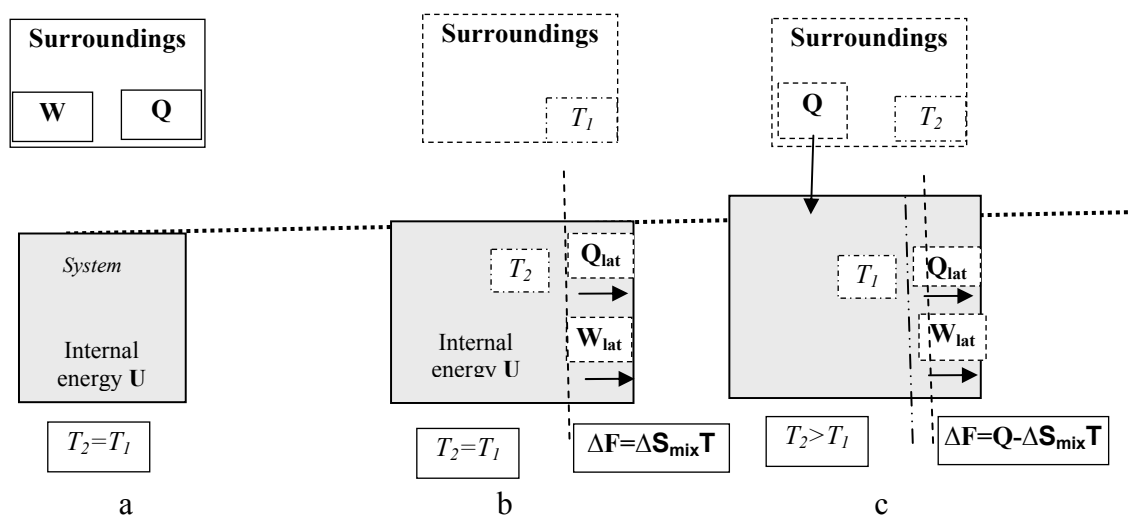 Surroundings
W
Q
System
Internal
energy U
T2=T1
a
Surroundings
T1
T2
Qlat
Wlat
Internal
energy U
T2=T1
ΔF=ΔSmixT
b
Surroundings
Q
T2
T1
Qlat
Wlat
T2>T1
ΔF=Q-ΔSmixT
c